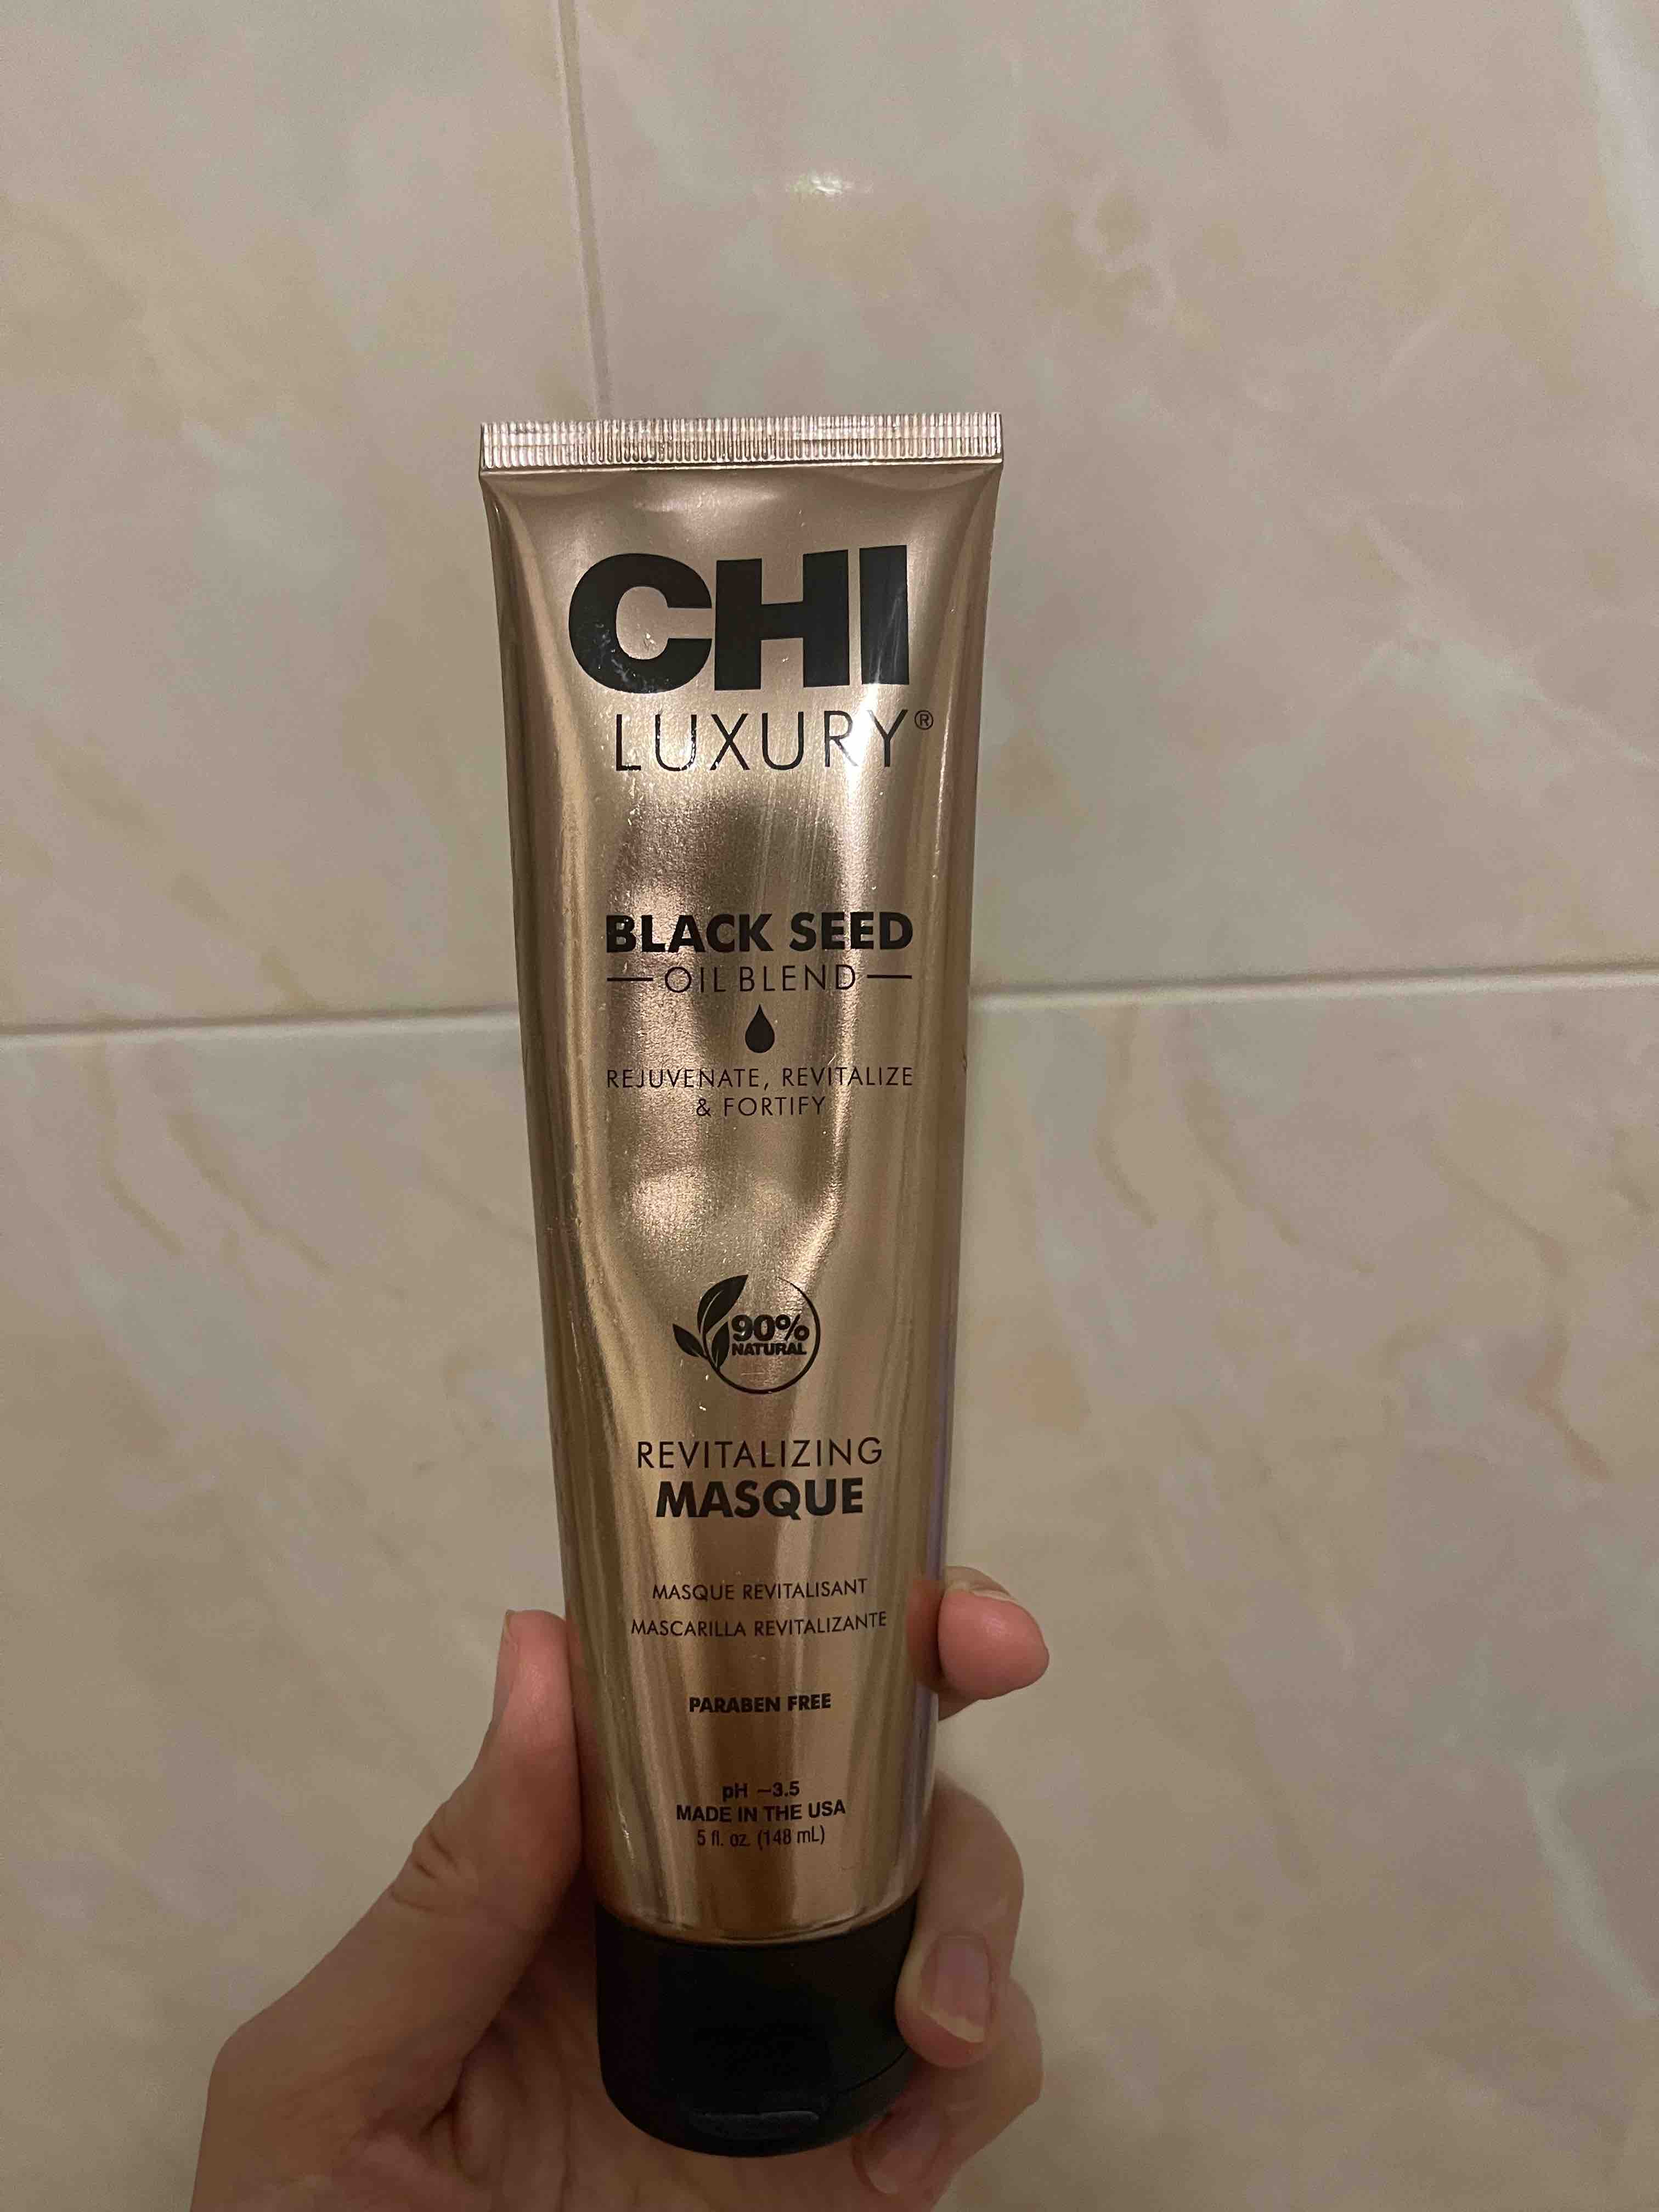 CHI
LUXURY®
BLACK SEED
OIL BLEND
REJUVENATE, REVITALIZE
& FORTIFY
90%
NATURAL
REVITALIZING
MASQUE
MASQUE REVITALISANT
MASCARILLA REVITALIZANTE
PARABEN FREE
pH ~3.5
MADE IN THE USA
5 fl. oz. (148 mL)